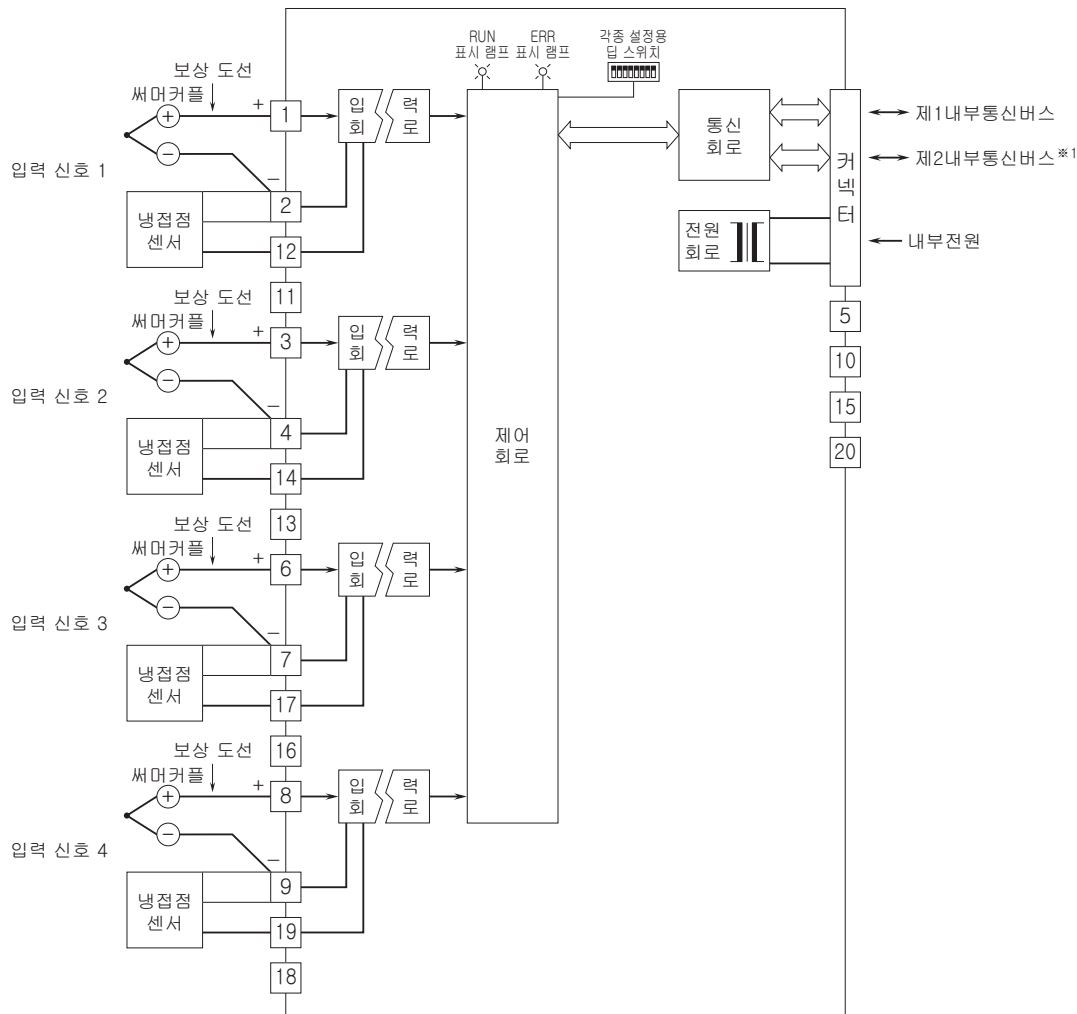 RUN
표시 램프
ERR
표시 램프
각종 설정용
딥 스위치
보상 도선
써머커플
+
−
+
−
1
2
12
11
입력 신호 1
냉접점
센서
입 력
회 로
보상 도선
써머커플
+
−
+
−
3
4
14
13
입력 신호 2
냉접점
센서
입 력
회 로
보상 도선
써머커플
+
−
+
−
6
7
17
16
입력 신호 3
냉접점
센서
입 력
회 로
보상 도선
써머커플
+
−
+
−
8
9
19
18
입력 신호 4
냉접점
센서
입 력
회 로
제어
회로
통신
회로
전원
회로
커넥터
제1내부통신버스
제2내부통신버스※1
내부전원
5
10
15
20